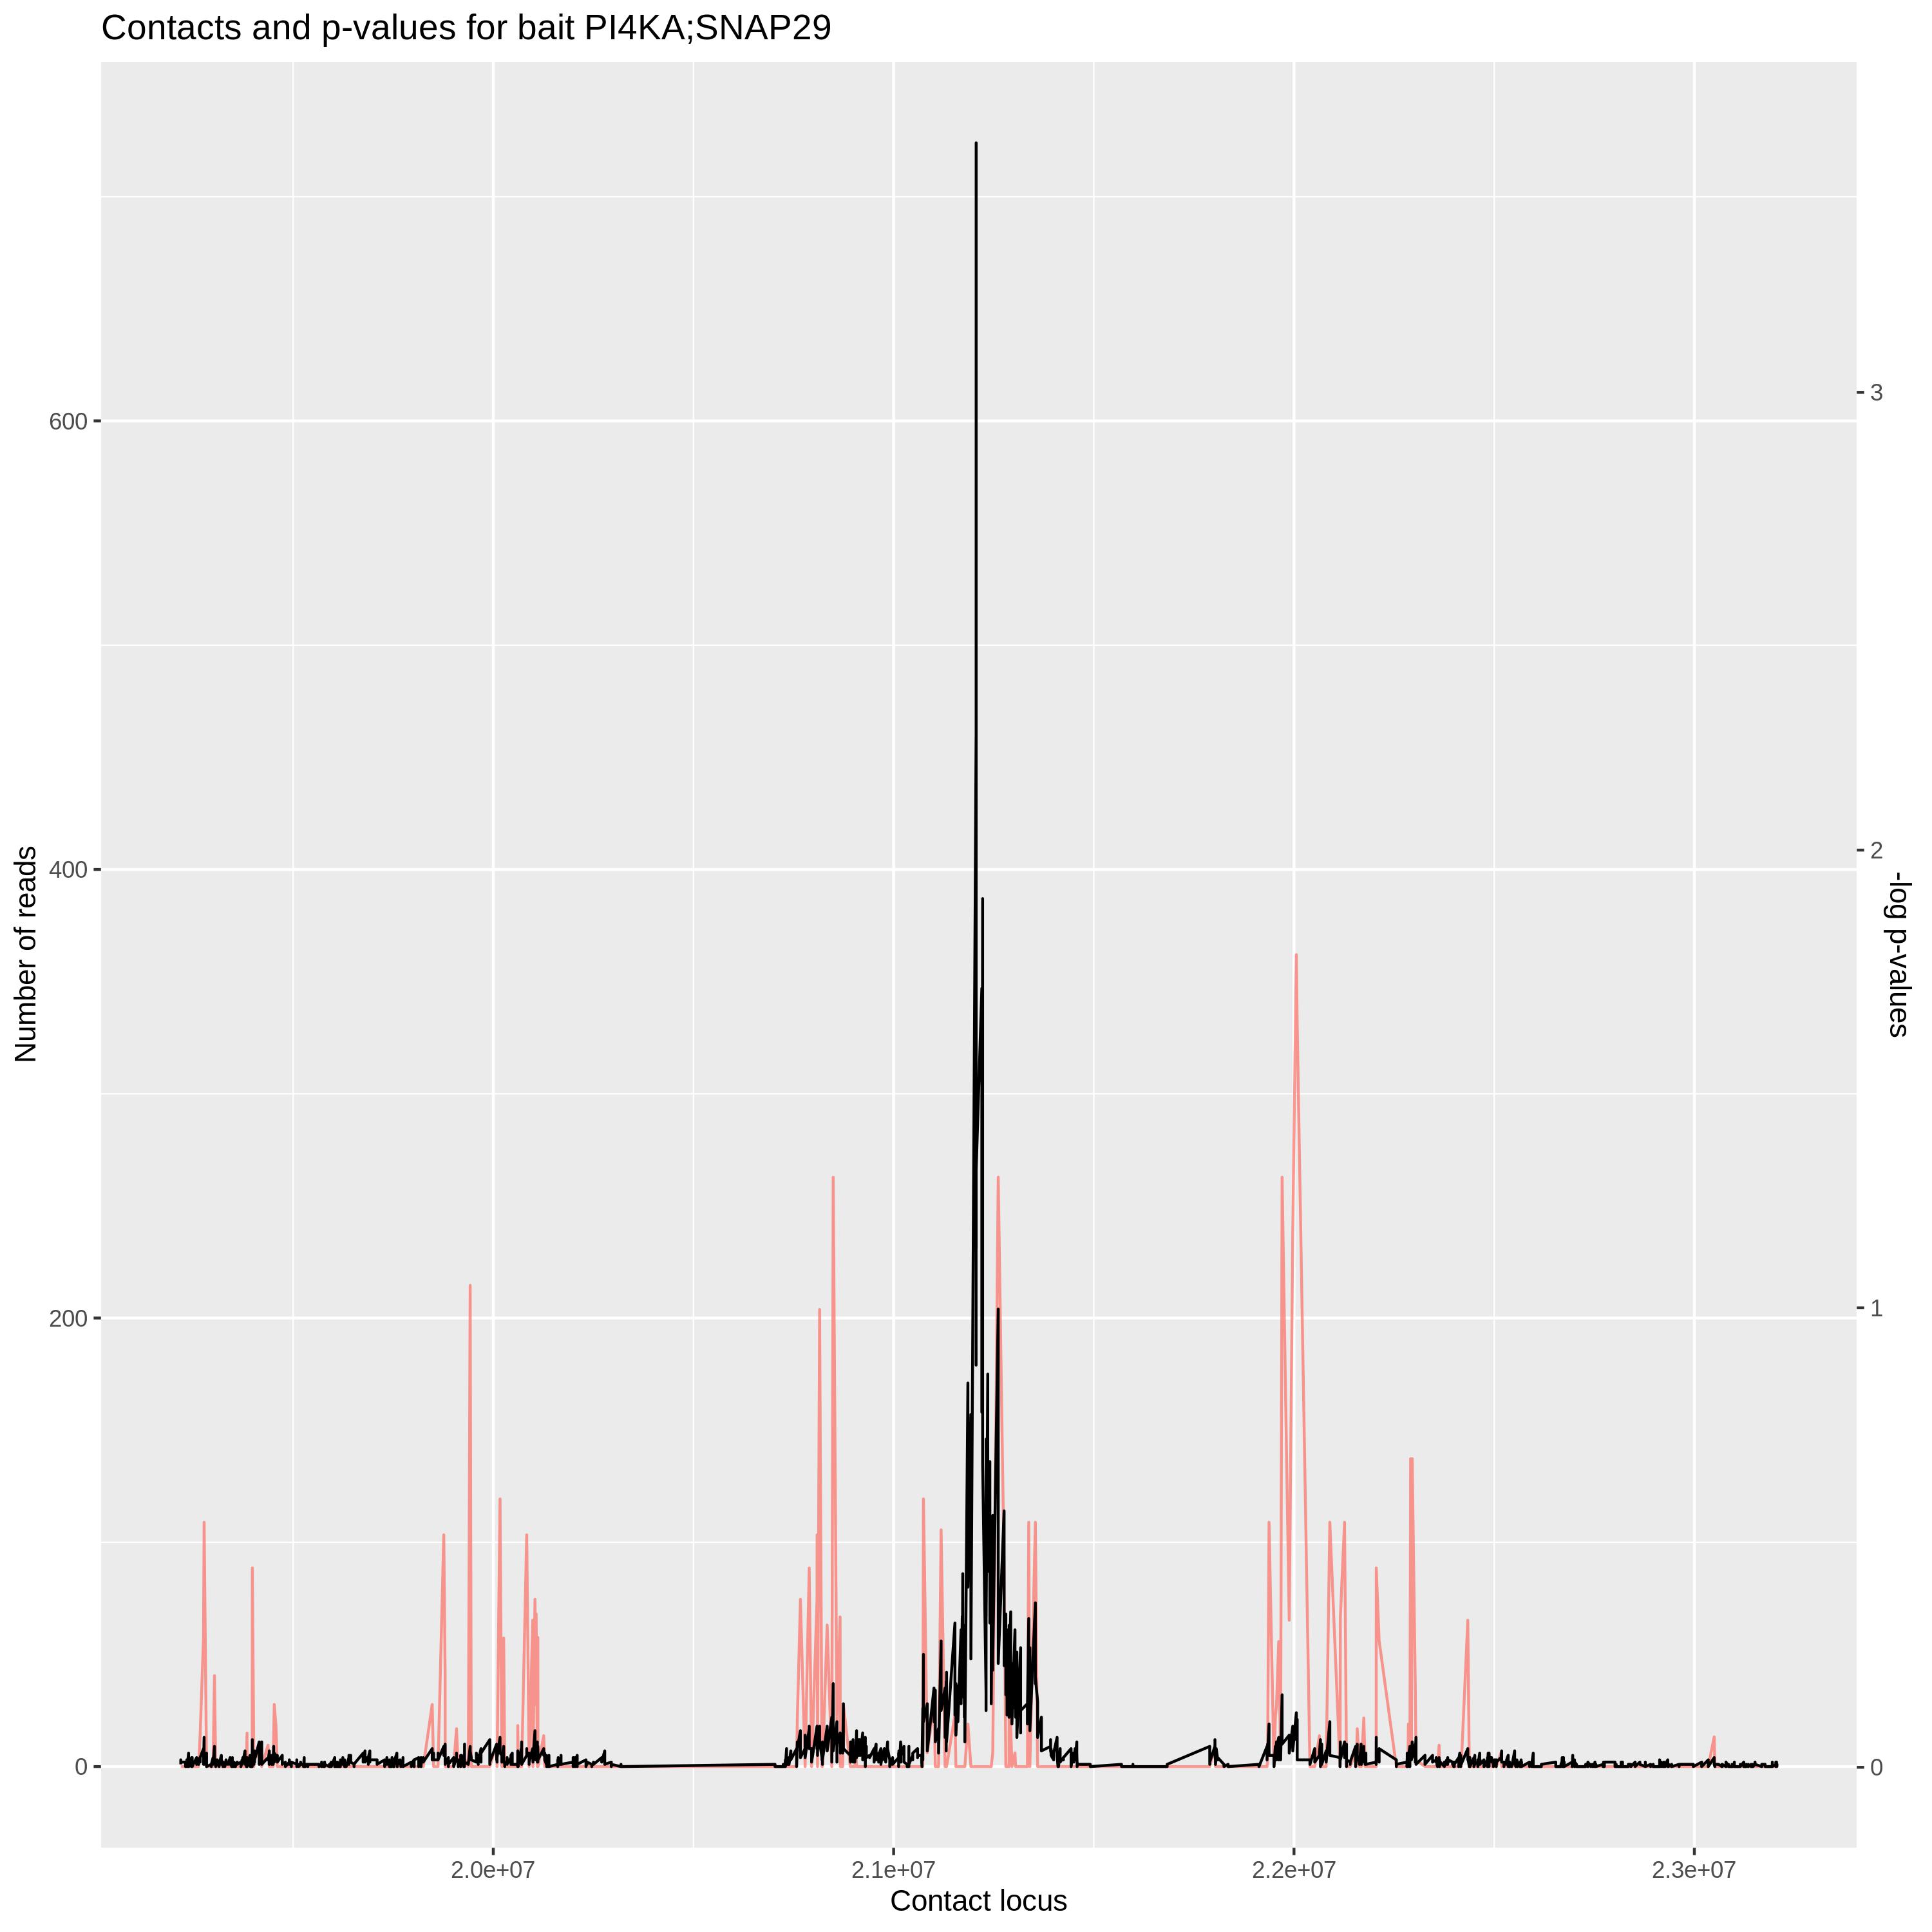 Contacts and p-values for bait PI4KA;SNAP29
Number of reads
600
400
200
0
3
2
1
0
-log p-values
2.0e+07
2.1e+07
2.2e+07
2.3e+07
Contact locus